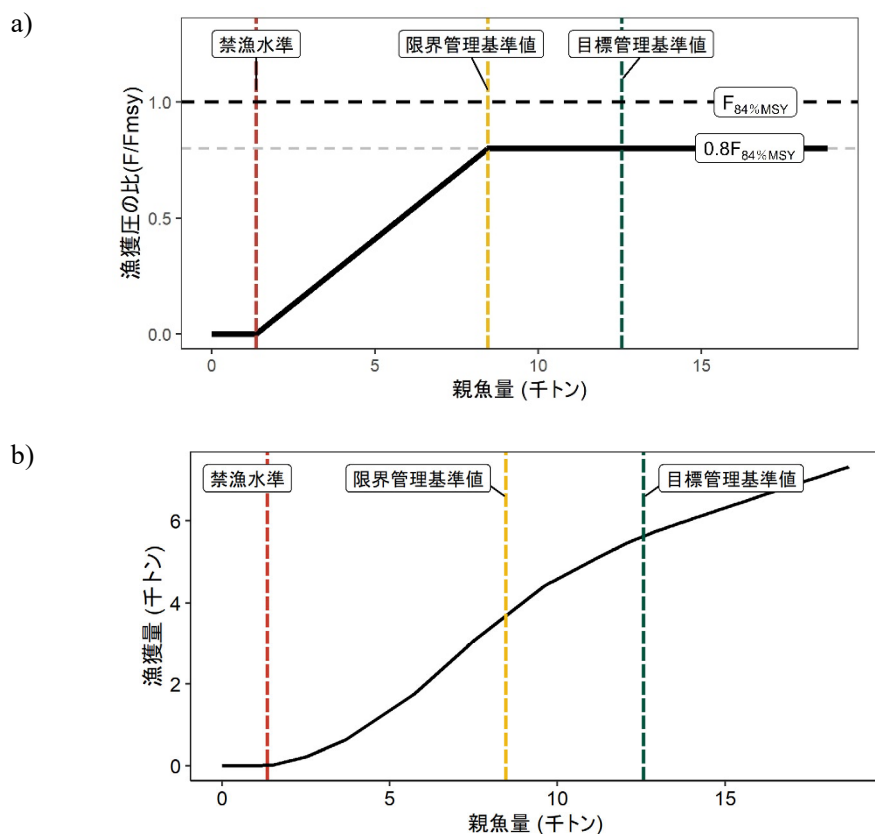 a)
禁漁水準 限界管理基準値 目標管理基準値
漁獲圧の比(F/Fmsy)
1.0
F84%MSY
0.8F84%MSY
0.5
0.0
0 5 10 15
親魚量 (千トン)
b)
禁漁水準 限界管理基準値 目標管理基準値
漁獲量 (千トン)
6
4
2
0
0 5 10 15
親魚量 (千トン)